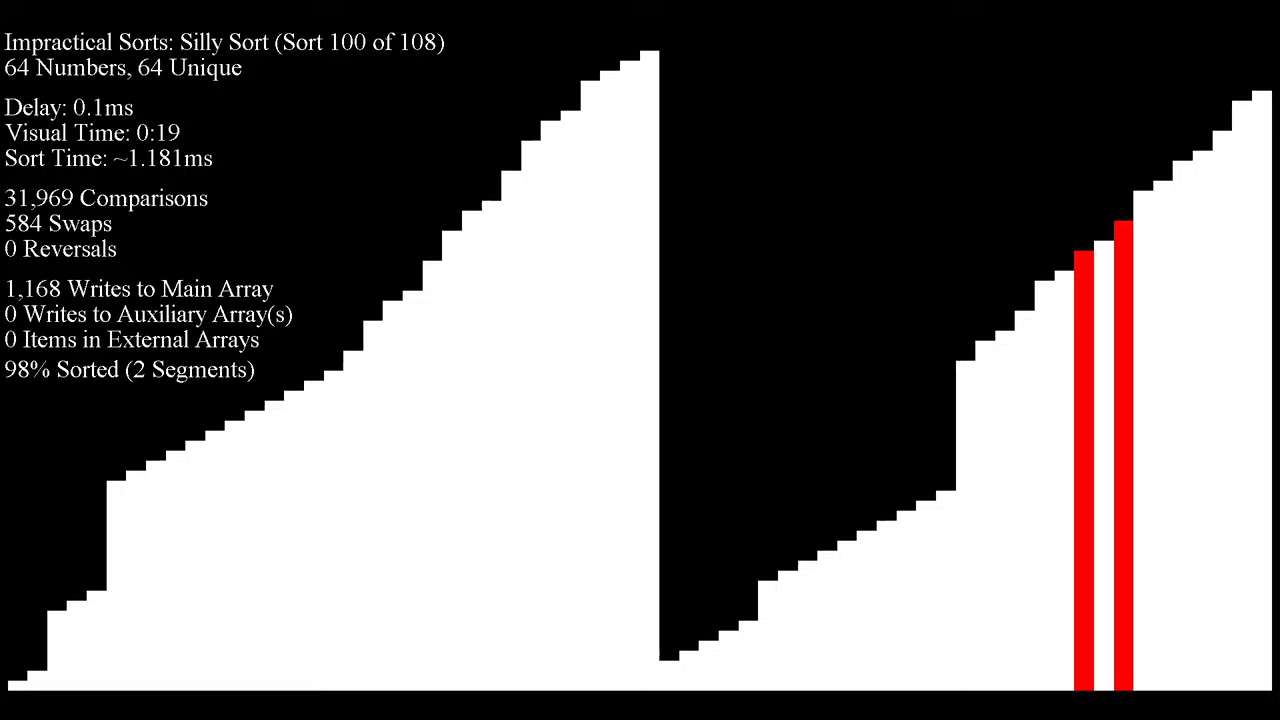 Impractical Sorts: Silly Sort (Sort 100 of 108)
64 Numbers, 64 Unique
Delay: 0.1ms
Visual Time: 0:19
Sort Time: ~1.181ms
31,969 Comparisons
584 Swaps
0 Reversals
1,168 Writes to Main Array
0 Writes to Auxiliary Array(s)
0 Items in External Arrays
98% Sorted (2 Segments)